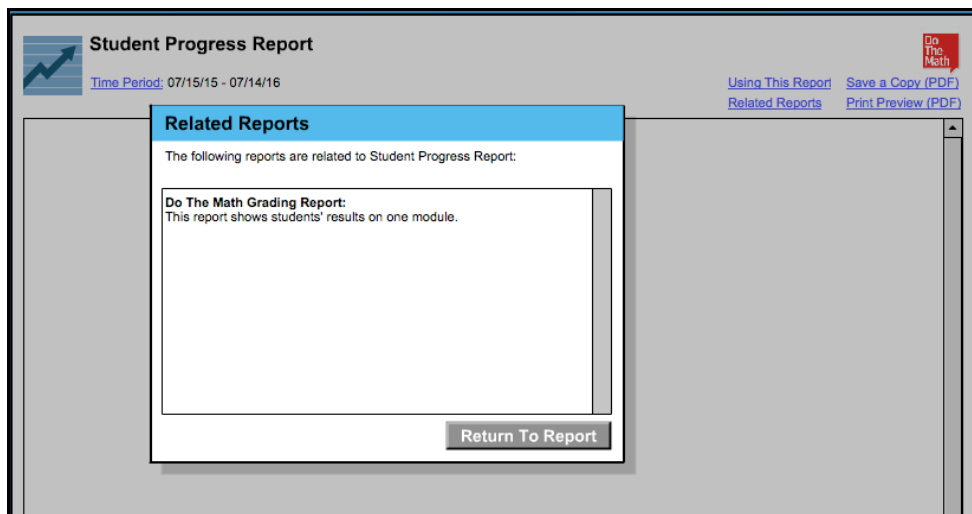 Student Progress Report
Do
The
Math
Time Period: 07/15/15 - 07/14/16
Using This Report
Save a Copy (PDF)
Related Reports
Print Preview (PDF)
Related Reports
The following reports are related to Student Progress Report:
Do The Math Grading Report:
This report shows students' results on one module.
Return To Report